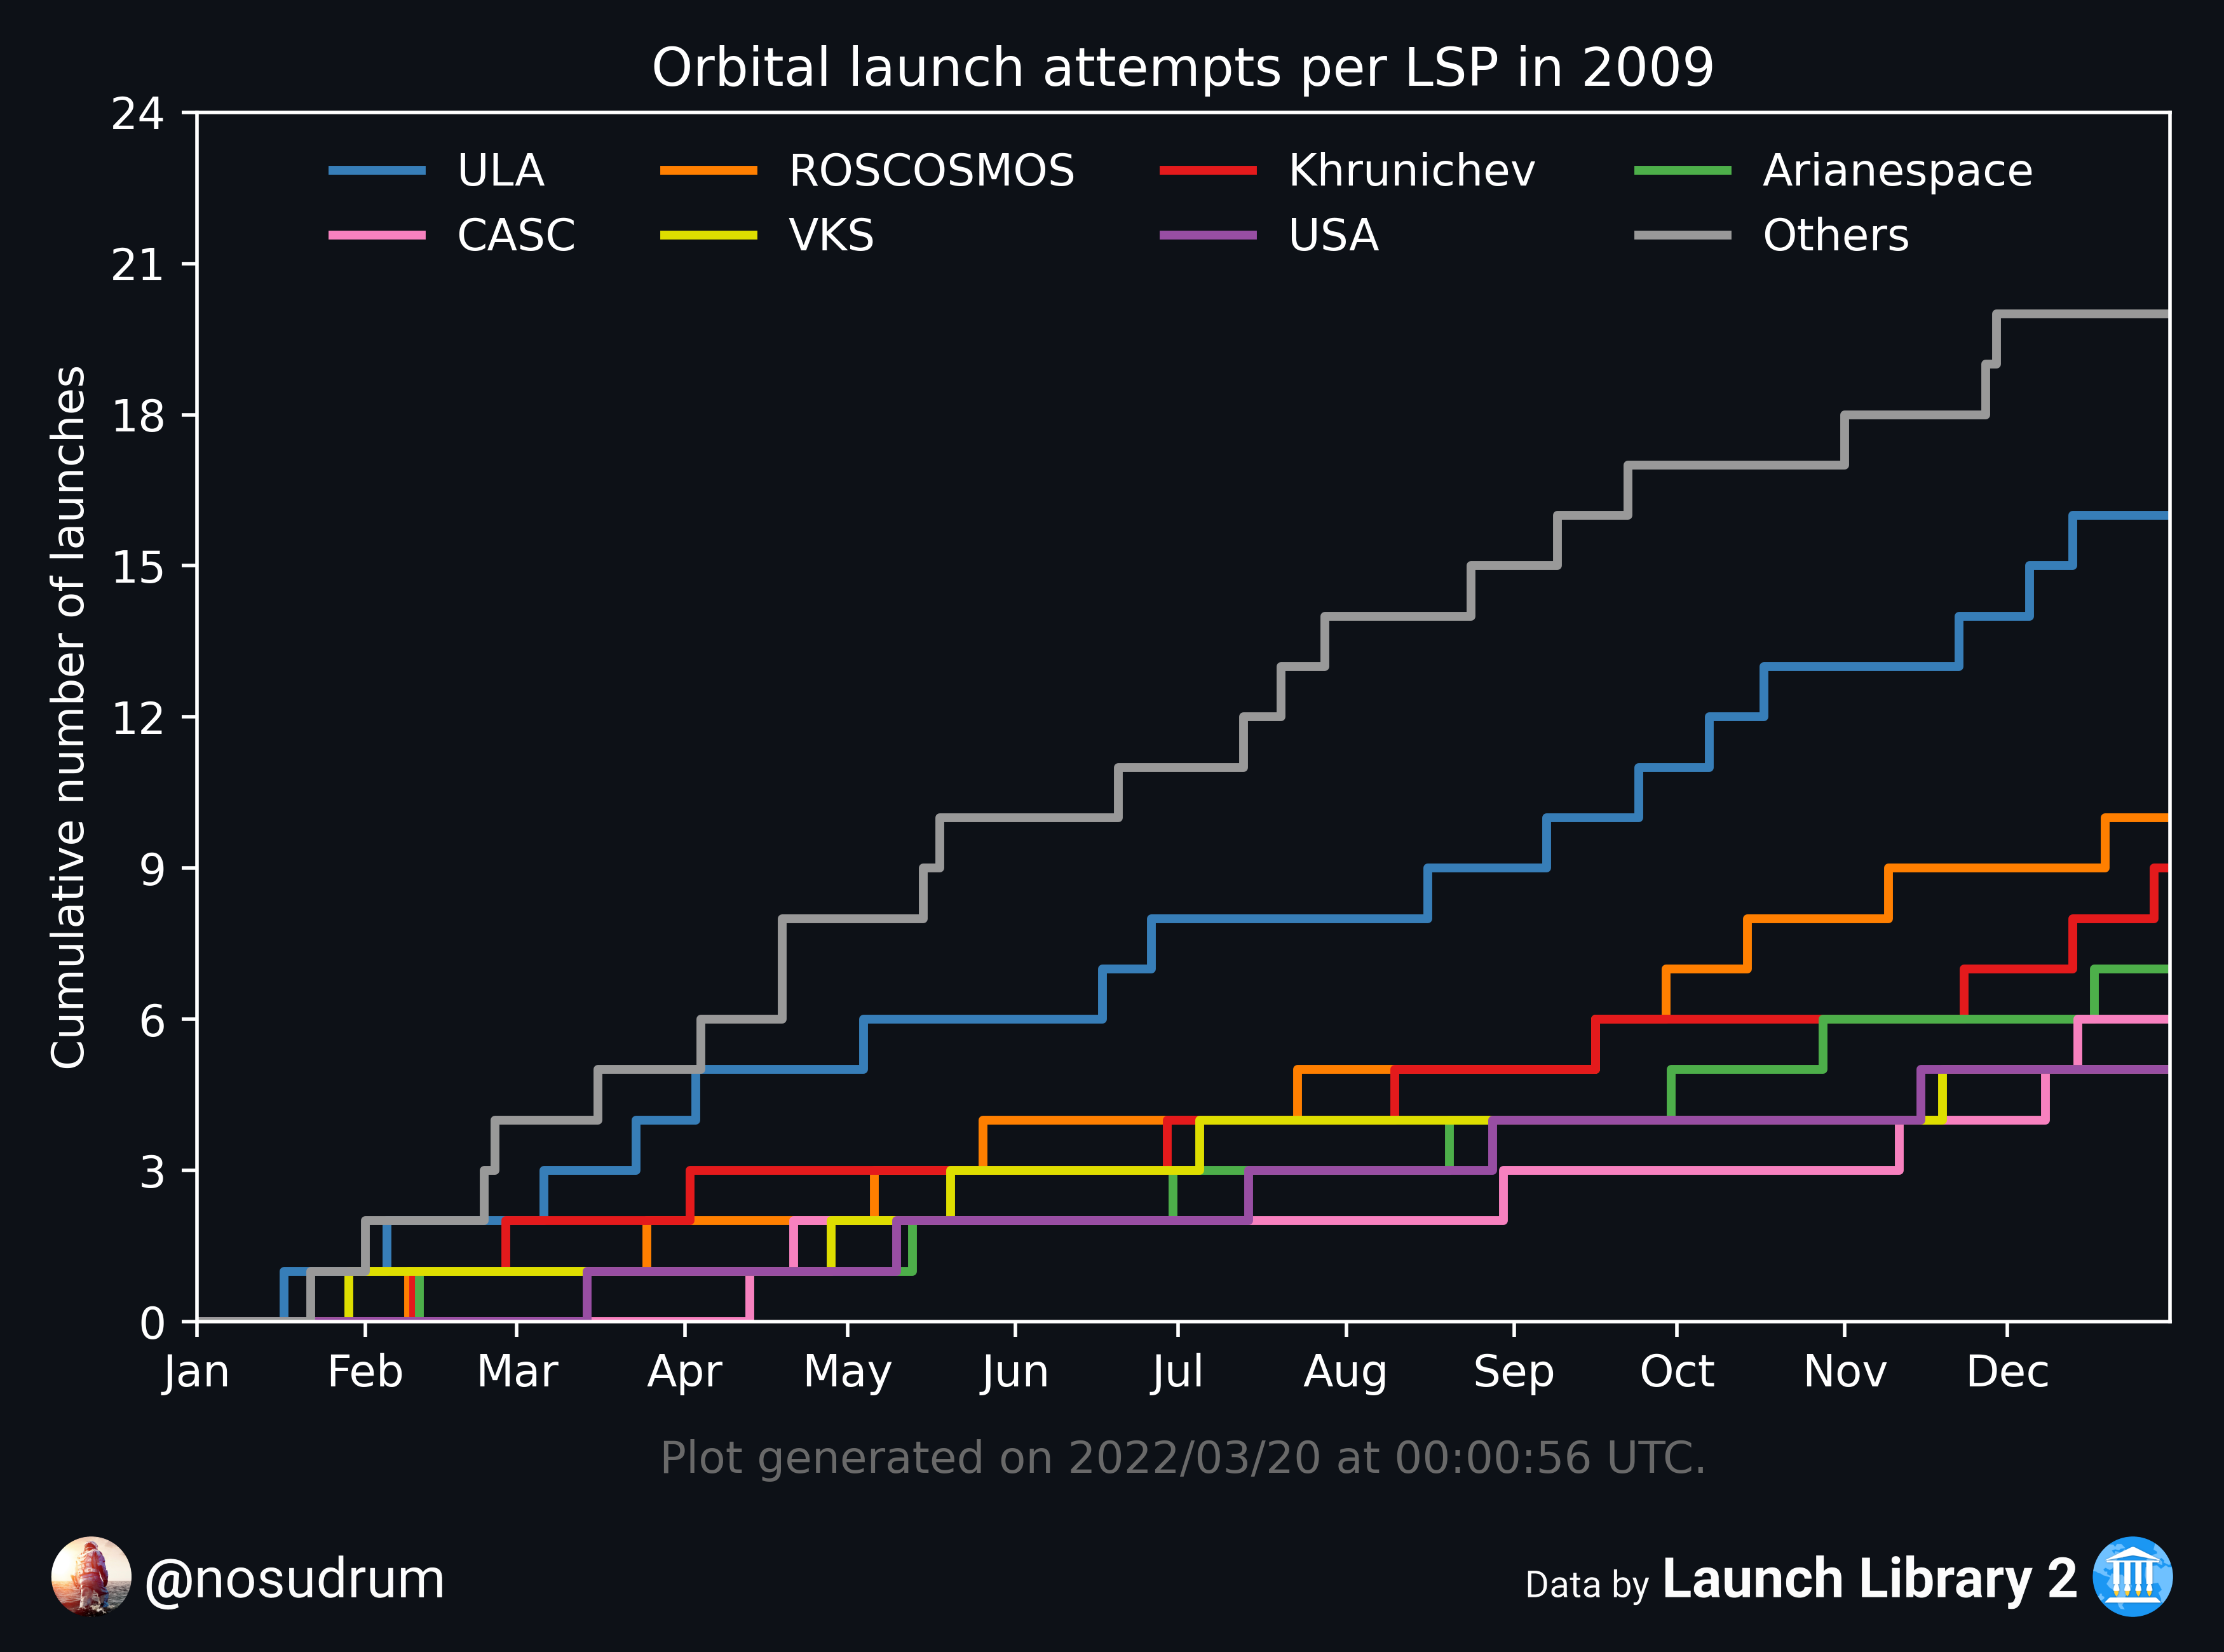 Orbital launch attempts per LSP in 2009
24
21
18
15
12
9
6
3
0
Cumulative number of launches
ULA
ROSCOSMOS
Khrunichev
Arianespace
CASC
VKS
USA
Others
Jan
Feb
Mar
Apr
May
Jun
Jul
Aug
Sep
Oct
Nov
Dec
Plot generated on 2022/03/20 at 00:00:56 UTC.
@nosudrum
Data by Launch Library 2